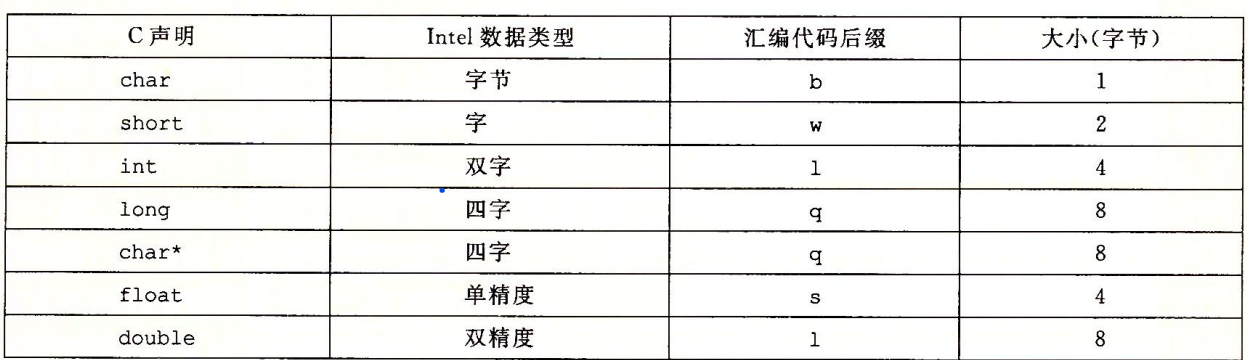 C 声明 Intel 数据类型 汇编代码后缀 大小(字节)
char 字节 b 1
short 字 w 2
int 双字 l 4
long 四字 q 8
char* 四字 q 8
float 单精度 s 4
double 双精度 l 8